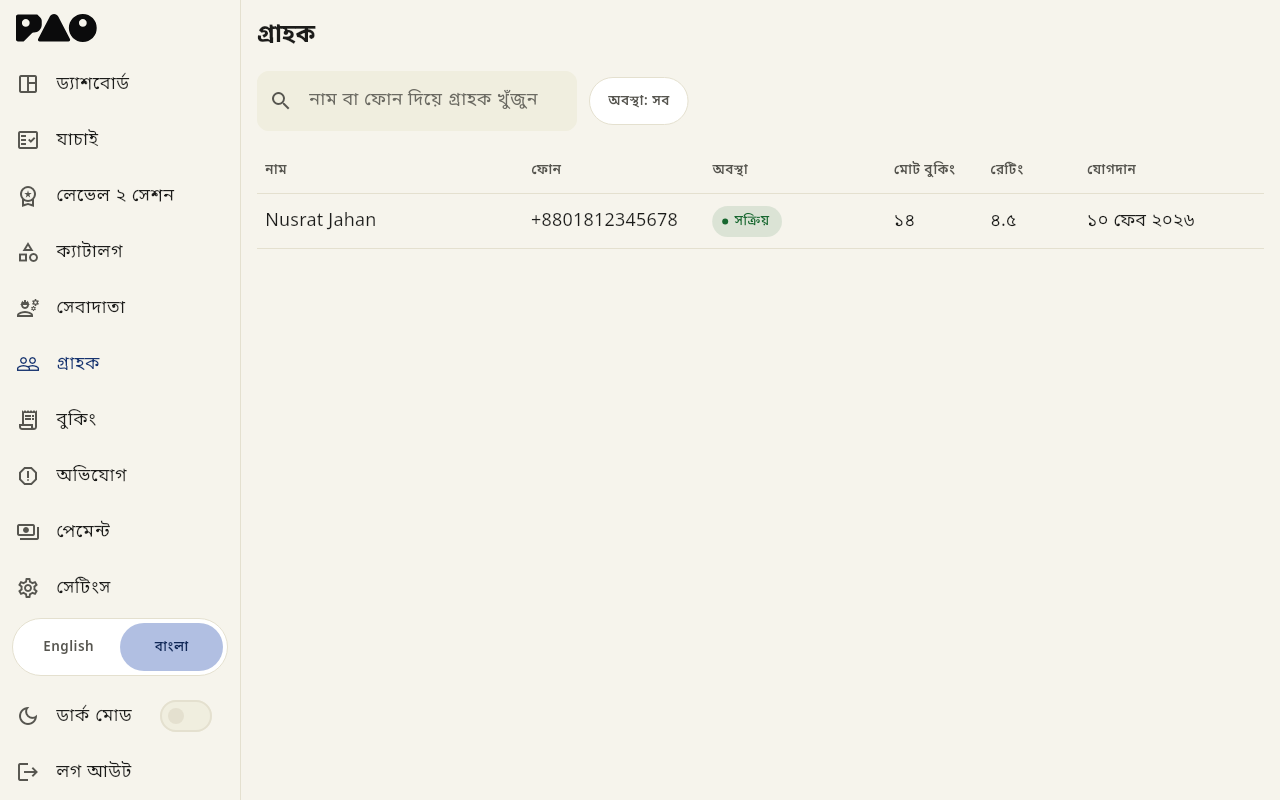 PAO
ড্যাশবোর্ড
যাচাই
লেভেল ২ সেশন
ক্যাটালগ
সেবাদাতা
গ্রাহক
বুকিং
অভিযোগ
পেমেন্ট
সেটিংস
English বাংলা
ডার্ক মোড
লগ আউট
গ্রাহক
নাম বা ফোন দিয়ে গ্রাহক খুঁজুন
অবস্থা: সব
নাম ফোন অবস্থা মোট বুকিং রেটিং যোগদান
Nusrat Jahan +8801812345678 সক্রিয় ১৪ ৪.৫ ১০ ফেব ২০২৬